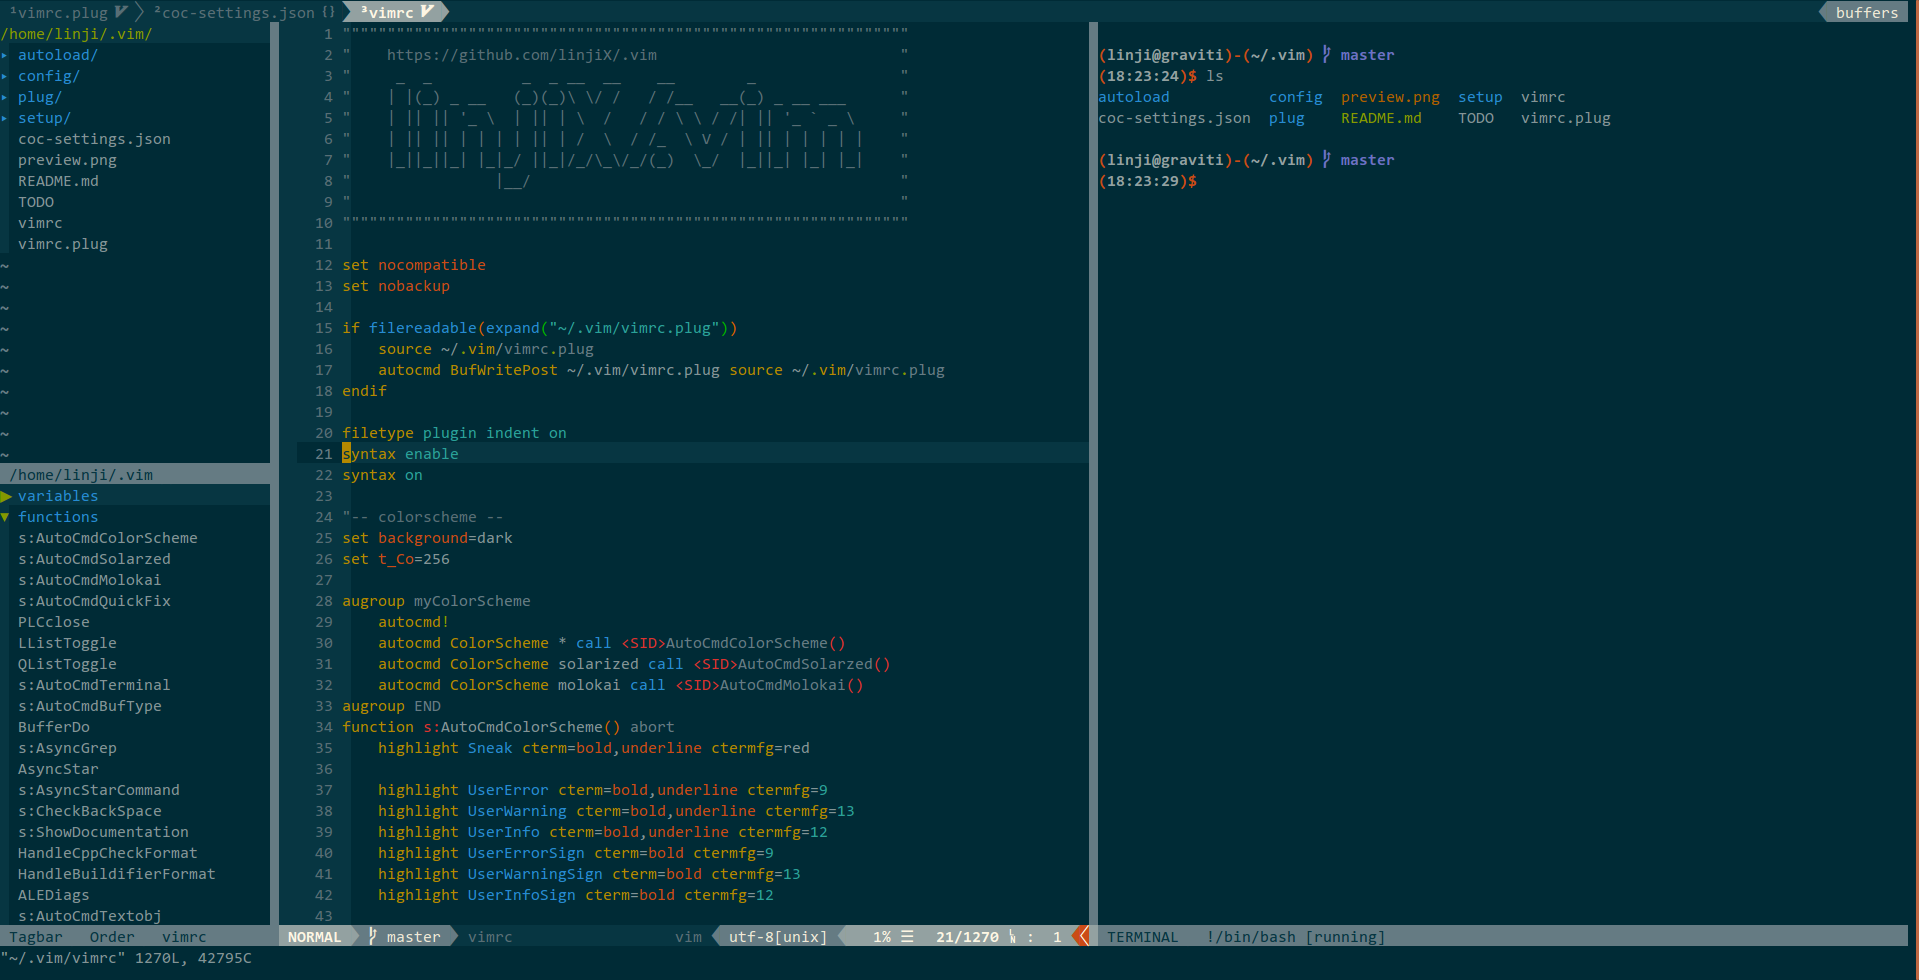 ¹vimrc.plug ²coc-settings.json {} ³vimrc buffers
/home/linji/.vim/
▸ autoload/
▸ config/
▸ plug/
▸ setup/
coc-settings.json
preview.png
README.md
TODO
vimrc
vimrc.plug
~
~
~
~
~
~
~
~
~
~
/home/linji/.vim
▶ variables
▼ functions
s:AutoCmdColorScheme
s:AutoCmdSolarzed
s:AutoCmdMolokai
s:AutoCmdQuickFix
PLCclose
LListToggle
QListToggle
s:AutoCmdTerminal
s:AutoCmdBufType
BufferDo
s:AsyncGrep
AsyncStar
s:AsyncStarCommand
s:CheckBackSpace
s:ShowDocumentation
HandleCppCheckFormat
HandleBuildifierFormat
ALEDiags
s:AutoCmdTextobj
Tagbar Order vimrc
1 """""""""""""""""""""""""""""""""""""""""""""""""""""""""""""""
2 "    https://github.com/linjiX/.vim                           "
3 "     _  _          _  _ __  __    __        _                "
4 "    | |(_) _ __   (_)(_)\ \/ /   / /__   __(_) _ __ ___      "
5 "    | || || '_ \  | || | \  /   / / \ \ / /| || '_ ` _ \     "
6 "    | || || | | | | || | /  \  / /_  \ V / | || | | | | |    "
7 "    |_||_||_| |_|_/ ||_|/_/\_\/_/(_)  \_/  |_||_| |_| |_|    "
8 "                |__/                                         "
9 "                                                             "
10 """""""""""""""""""""""""""""""""""""""""""""""""""""""""""""""
11
12 set nocompatible
13 set nobackup
14
15 if filereadable(expand("~/.vim/vimrc.plug"))
16     source ~/.vim/vimrc.plug
17     autocmd BufWritePost ~/.vim/vimrc.plug source ~/.vim/vimrc.plug
18 endif
19
20 filetype plugin indent on
21 syntax enable
22 syntax on
23
24 "-- colorscheme --
25 set background=dark
26 set t_Co=256
27
28 augroup myColorScheme
29     autocmd!
30     autocmd ColorScheme * call <SID>AutoCmdColorScheme()
31     autocmd ColorScheme solarized call <SID>AutoCmdSolarzed()
32     autocmd ColorScheme molokai call <SID>AutoCmdMolokai()
33 augroup END
34 function s:AutoCmdColorScheme() abort
35     highlight Sneak cterm=bold,underline ctermfg=red
36
37     highlight UserError cterm=bold,underline ctermfg=9
38     highlight UserWarning cterm=bold,underline ctermfg=13
39     highlight UserInfo cterm=bold,underline ctermfg=12
40     highlight UserErrorSign cterm=bold ctermfg=9
41     highlight UserWarningSign cterm=bold ctermfg=13
42     highlight UserInfoSign cterm=bold ctermfg=12
43
NORMAL master vimrc vim utf-8[unix] 1% ☰ 21/1270 ␤ : 1
(linji@graviti)-(~/.vim) master
(18:23:24)$ ls
autoload config preview.png setup vimrc
coc-settings.json plug README.md TODO vimrc.plug
(linji@graviti)-(~/.vim) master
(18:23:29)$
TERMINAL !/bin/bash [running]
"~/.vim/vimrc" 1270L, 42795C